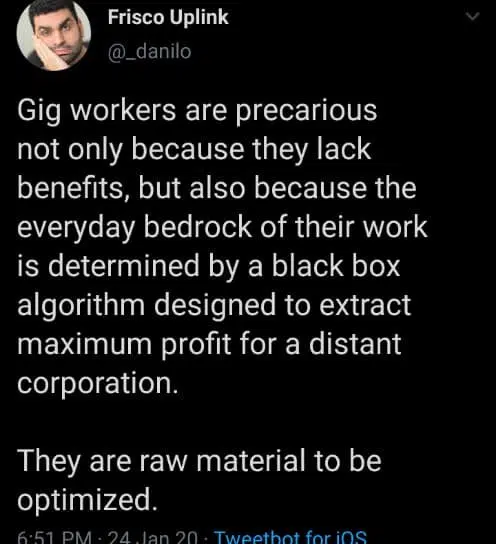 Frisco Uplink
@_danilo
Gig workers are precarious
not only because they lack
benefits, but also because the
everyday bedrock of their work
is determined by a black box
algorithm designed to extract
maximum profit for a distant
corporation.
They are raw material to be
optimized.
6:51 PM · 24 Jan 20 · Tweetbot for iOS